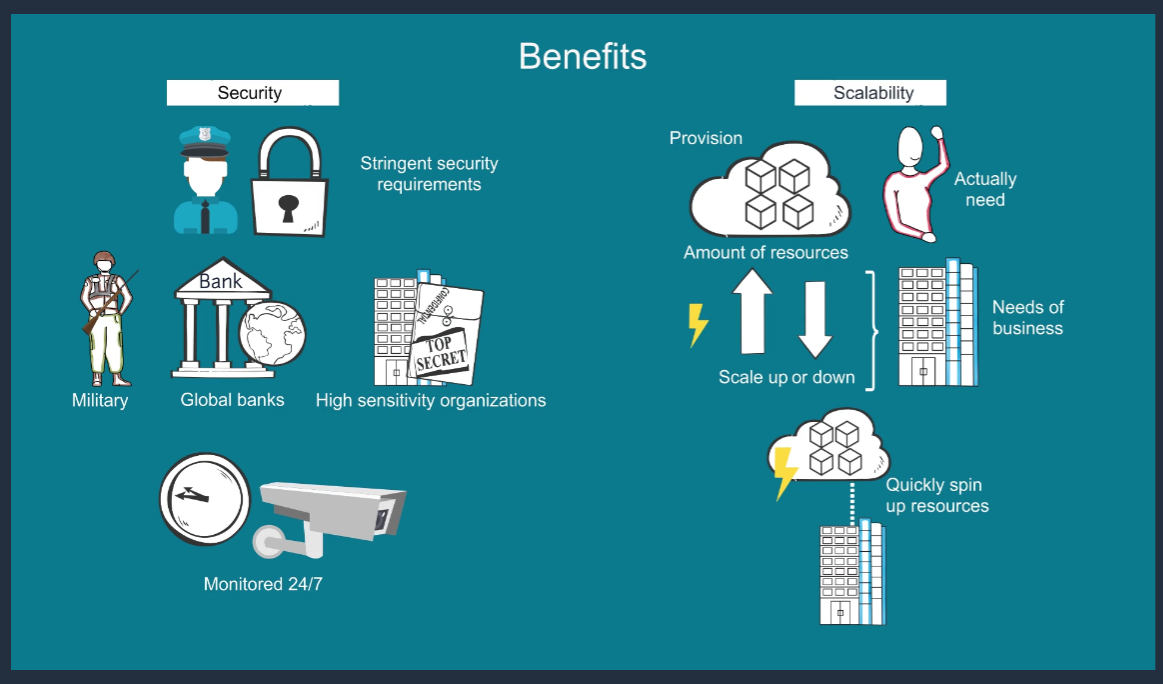 Benefits
Security
Stringent security
requirements
Military
Bank
Global banks
CONFIDENTIAL
TOP
SECRET
High sensitivity organizations
Monitored 24/7
Scalability
Provision
Actually
need
Amount of resources
Scale up or down
Needs of
business
Quickly spin
up resources